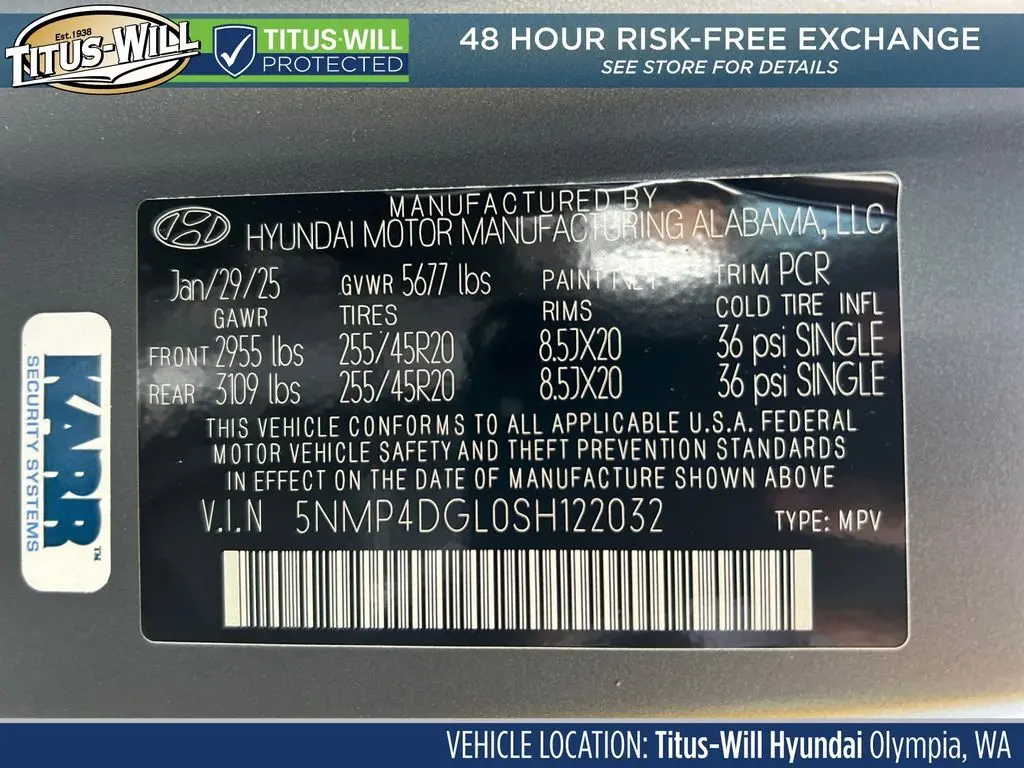 Est.1938
TITUS-WILL
TITUS-WILL
PROTECTED
48 HOUR RISK-FREE EXCHANGE
SEE STORE FOR DETAILS
MANUFACTURED BY
HYUNDAI MOTOR MANUFACTURING ALABAMA, LLC
Jan/29/25 GVWR 5677 lbs PAINT TRIM PCR
GAWR TIRES RIMS COLD TIRE INFL
FRONT 2955 lbs 255/45R20 8.5JX20 36 psi SINGLE
REAR 3109 lbs 255/45R20 8.5JX20 36 psi SINGLE
THIS VEHICLE CONFORMS TO ALL APPLICABLE U.S.A. FEDERAL
MOTOR VEHICLE SAFETY AND THEFT PREVENTION STANDARDS
IN EFFECT ON THE DATE OF MANUFACTURE SHOWN ABOVE
V.I.N 5NMP4DGL0SH122032 TYPE: MPV
KARR™
SECURITY SYSTEMS
VEHICLE LOCATION: Titus-Will Hyundai Olympia, WA